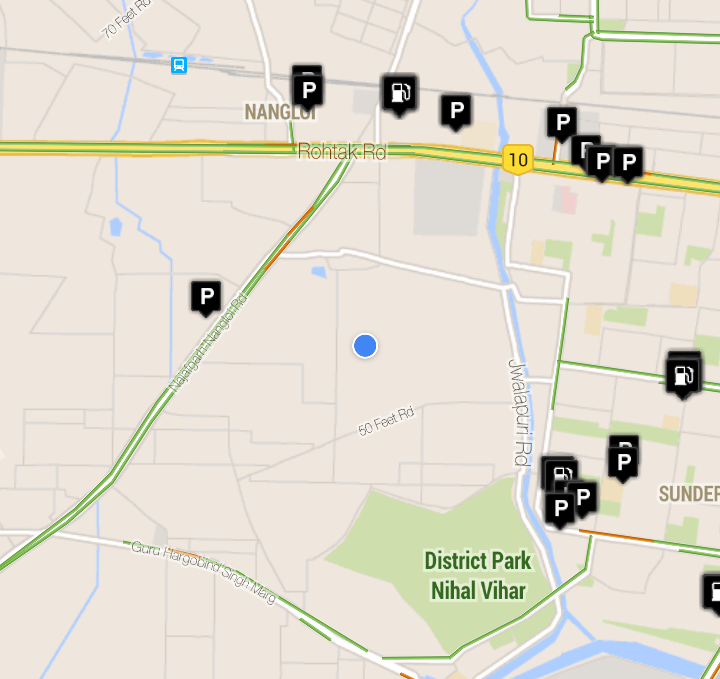 70 Feet Rd
P
P
NANGLOI
P
Rohtak Rd
10
P
P
P
P
P
Najafgarh Nangloi Rd
Jwalapuri Rd
50 Feet Rd
P
P
P
P
SUNDER
District Park
Nihal Vihar
Guru Hargobind Singh Marg